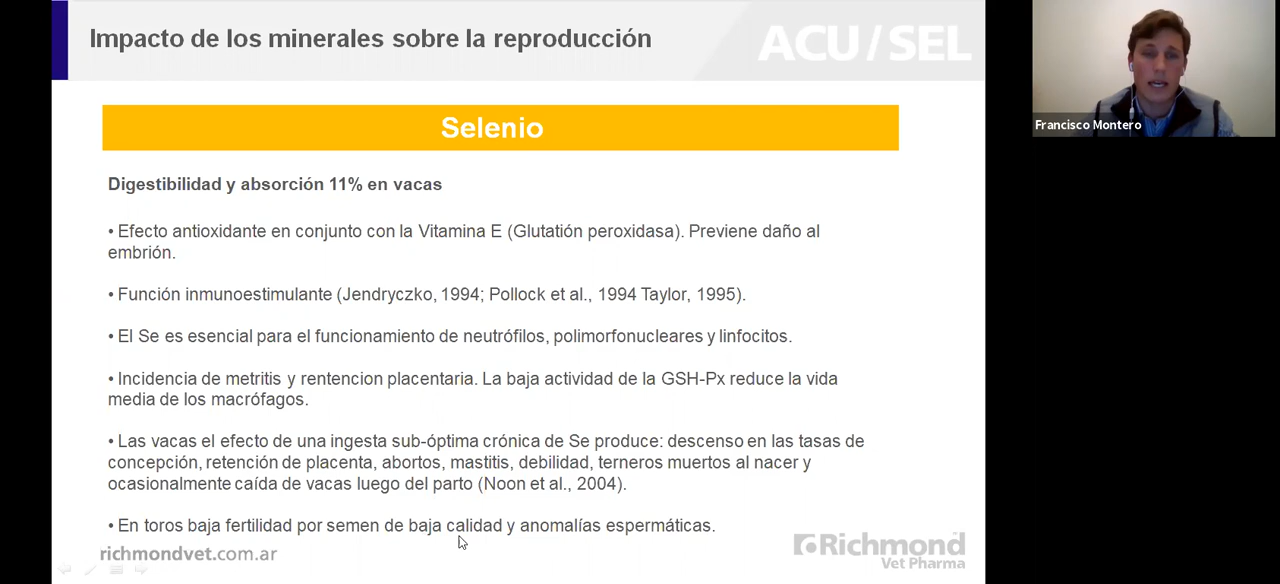 Impacto de los minerales sobre la reproducción
ACU/SEL
Francisco Montero
Selenio
Digestibilidad y absorción 11% en vacas
• Efecto antioxidante en conjunto con la Vitamina E (Glutatión peroxidasa). Previene daño al
embrión.
• Función inmunoestimulante (Jendryczko, 1994; Pollock et al., 1994 Taylor, 1995).
• El Se es esencial para el funcionamiento de neutrófilos, polimorfonucleares y linfocitos.
• Incidencia de metritis y rentencion placentaria. La baja actividad de la GSH-Px reduce la vida
media de los macrófagos.
• Las vacas el efecto de una ingesta sub-óptima crónica de Se produce: descenso en las tasas de
concepción, retención de placenta, abortos, mastitis, debilidad, terneros muertos al nacer y
ocasionalmente caída de vacas luego del parto (Noon et al., 2004).
• En toros baja fertilidad por semen de baja calidad y anomalías espermáticas.
richmondvet.com.ar
Richmond
Vet Pharma